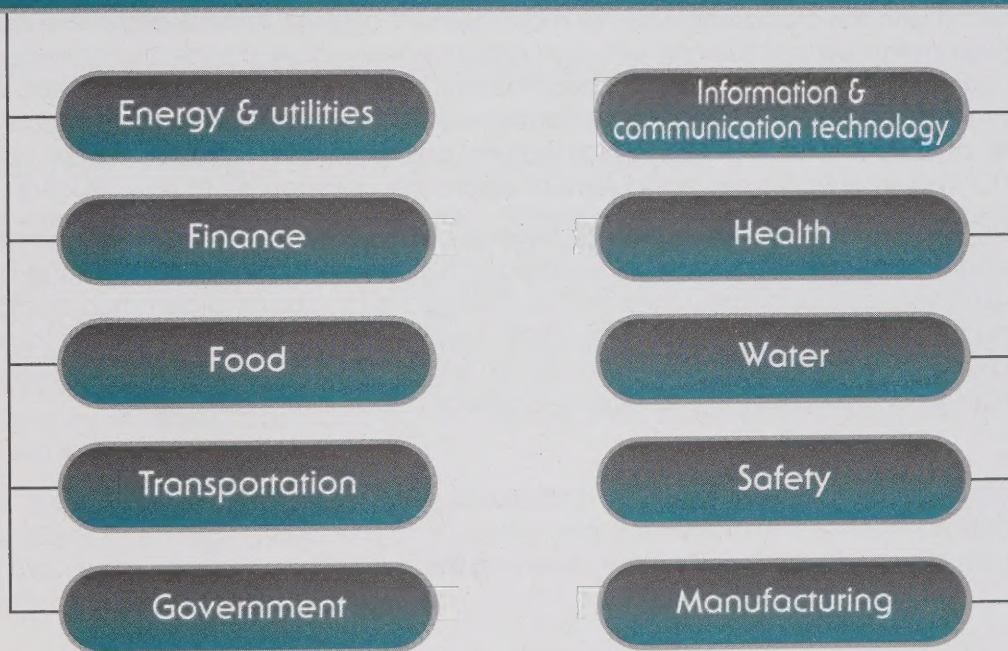 Energy & utilities
Finance
Food
Transportation
Government
Information &
communication technology
Health
Water
Safety
Manufacturing